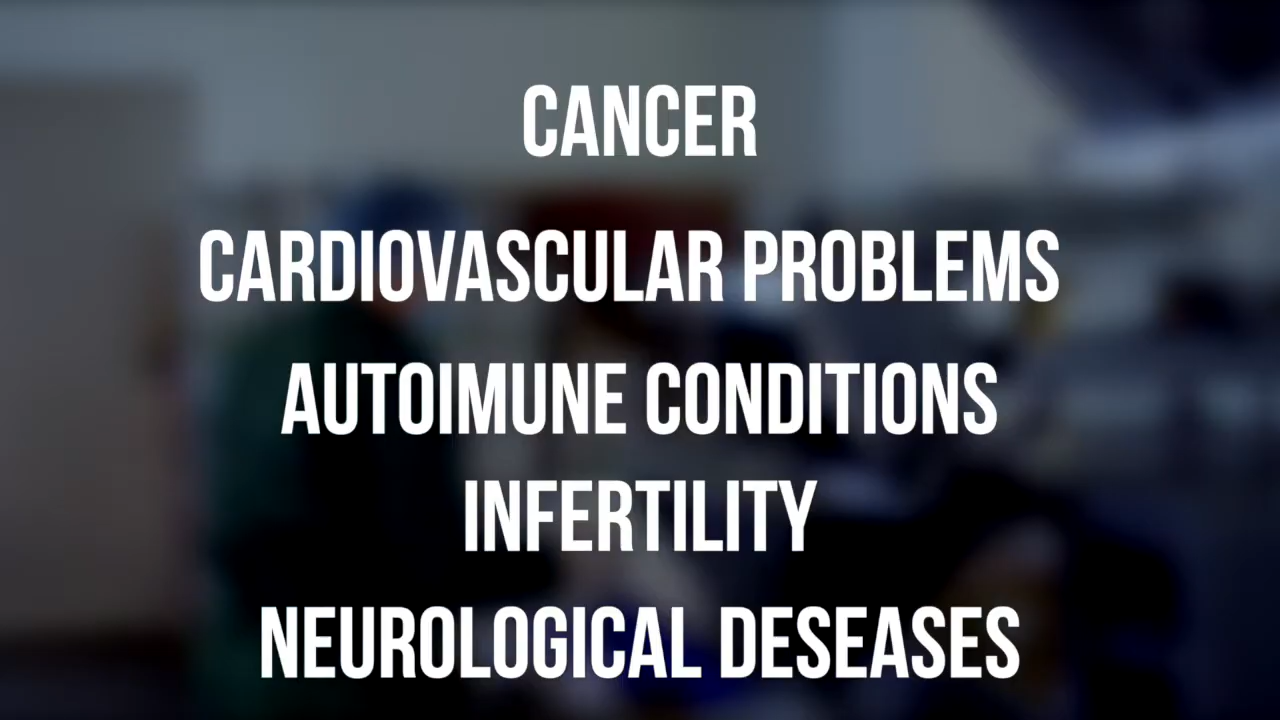 CANCER
CARDIOVASCULAR PROBLEMS
AUTOIMUNE CONDITIONS
INFERTILITY
NEUROLOGICAL DESEASES